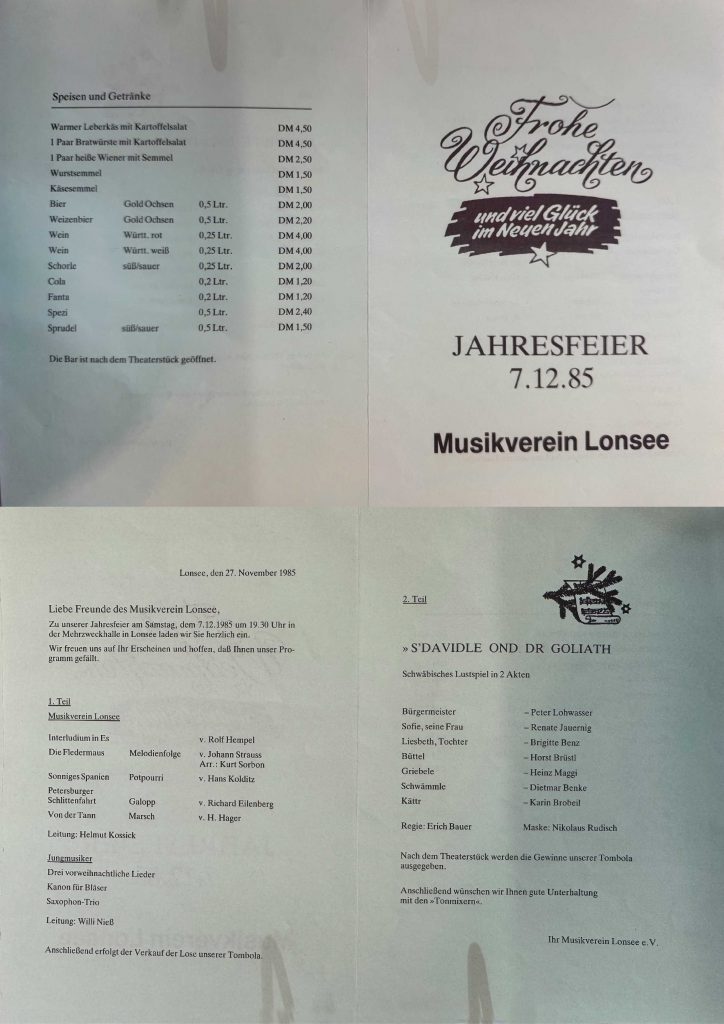 Speisen und Getränke
Warmer Leberkäs mit Kartoffelsalat DM 4,50
1 Paar Bratwürste mit Kartoffelsalat DM 4,50
1 Paar heiße Wiener mit Semmel DM 2,50
Wurstsemmel DM 1,50
Käsesemmel DM 1,50
Bier Gold Ochsen 0,5 Ltr. DM 2,00
Weizenbier Gold Ochsen 0,5 Ltr. DM 2,20
Wein Württ. rot 0,25 Ltr. DM 4,00
Wein Württ. weiß 0,25 Ltr. DM 4,00
Schorle süß/sauer 0,25 Ltr. DM 2,00
Cola 0,2 Ltr. DM 1,20
Fanta 0,2 Ltr. DM 1,20
Spezi 0,5 Ltr. DM 2,40
Sprudel süß/sauer 0,5 Ltr. DM 1,50
Die Bar ist nach dem Theaterstück geöffnet.
Frohe
Weihnachten
und viel Glück
im Neuen Jahr
JAHRESFEIER
7.12.85
Musikverein Lonsee
Lonsee, den 27. November 1985
Liebe Freunde des Musikverein Lonsee,
Zu unserer Jahresfeier am Samstag, dem 7.12.1985 um 19.30 Uhr in
der Mehrzweckhalle in Lonsee laden wir Sie herzlich ein.
Wir freuen uns auf Ihr Erscheinen und hoffen, daß Ihnen unser Pro-
gramm gefällt.
1. Teil
Musikverein Lonsee
Interludium in Es v. Rolf Hempel
Die Fledermaus Melodienfolge v. Johann Strauss
Arr.: Kurt Sorbon
Sonniges Spanien Potpourri v. Hans Kolditz
Petersburger
Schlittenfahrt Galopp v. Richard Eilenberg
Von der Tann Marsch v. H. Hager
Leitung: Helmut Kossick
Jungmusiker
Drei vorweihnachtliche Lieder
Kanon für Bläser
Saxophon-Trio
Leitung: Willi Nieß
Anschließend erfolgt der Verkauf der Lose unserer Tombola.
2. Teil
» S'DAVIDLE OND DR GOLIATH
Schwäbisches Lustspiel in 2 Akten
Bürgermeister – Peter Lohwasser
Sofie, seine Frau – Renate Jauernig
Liesbeth, Tochter – Brigitte Benz
Büttel – Horst Brüstl
Griebele – Heinz Maggi
Schwämmle – Dietmar Benke
Kättr – Karin Brobeil
Regie: Erich Bauer Maske: Nikolaus Rudisch
Nach dem Theaterstück werden die Gewinne unserer Tombola
ausgegeben.
Anschließend wünschen wir Ihnen gute Unterhaltung
mit den »Tonmixern«.
Ihr Musikverein Lonsee e.V.